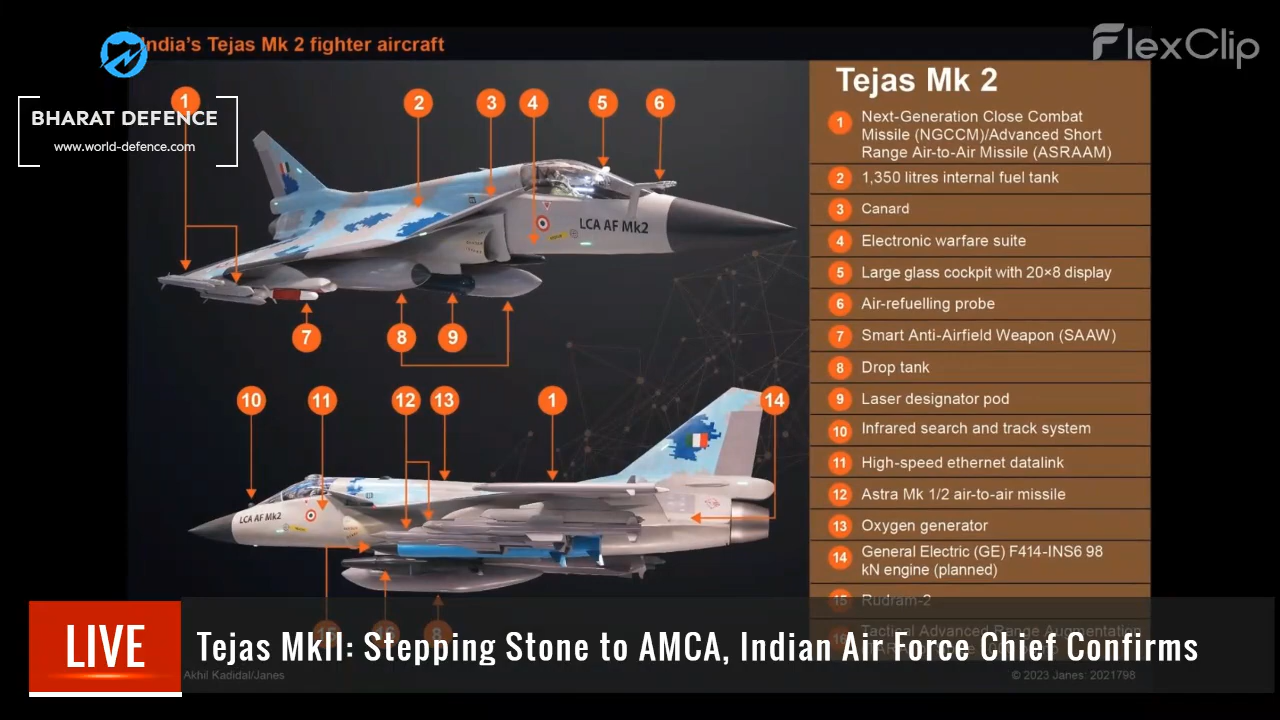 India's Tejas Mk 2 fighter aircraft
FlexClip
BHARAT DEFENCE
www.world-defence.com
1
2
3
4
5
6
LCA AF Mk2
7
8
9
10
11
12
13
1
14
LCA AF Mk2
8
Tejas Mk 2
1 Next-Generation Close Combat
Missile (NGCCM)/Advanced Short
Range Air-to-Air Missile (ASRAAM)
2 1,350 litres internal fuel tank
3 Canard
4 Electronic warfare suite
5 Large glass cockpit with 20×8 display
6 Air-refuelling probe
7 Smart Anti-Airfield Weapon (SAAW)
8 Drop tank
9 Laser designator pod
10 Infrared search and track system
11 High-speed ethernet datalink
12 Astra Mk 1/2 air-to-air missile
13 Oxygen generator
14 General Electric (GE) F414-INS6 98
kN engine (planned)
15 Rudram-2
16 Tactical Advanced Range Augmentation
LIVE
Tejas MkII: Stepping Stone to AMCA, Indian Air Force Chief Confirms
Akhil Kadidal/Janes
© 2023 Janes: 2021798